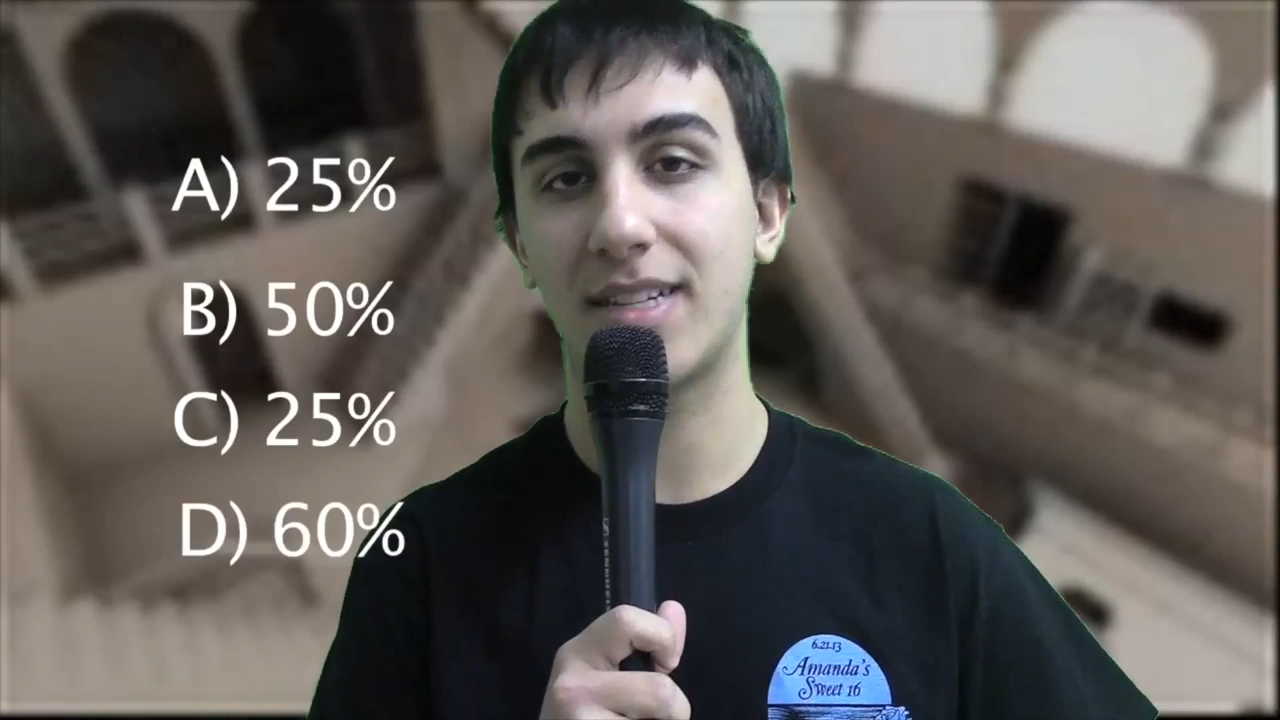 A) 25%
B) 50%
C) 25%
D) 60%
6.21.13
Amanda's
Sweet 16